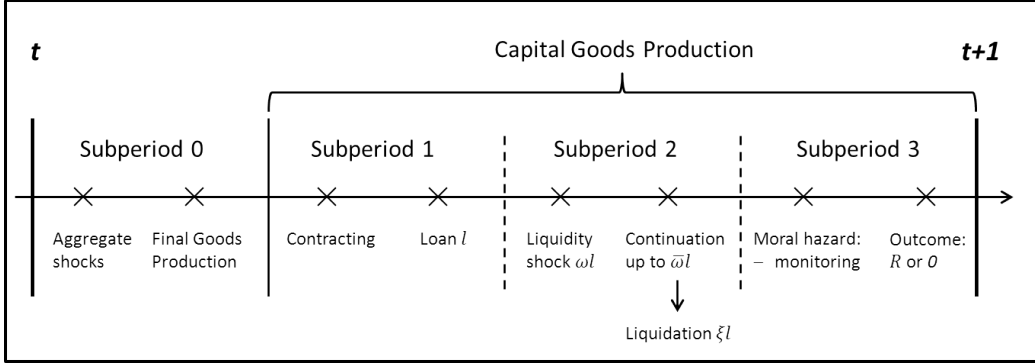 Capital Goods Production
t
t+1
Subperiod 0
Subperiod 1
Subperiod 2
Subperiod 3
Aggregate
shocks
Final Goods
Production
Contracting
Loan l
Liquidity
shock ωl
Continuation
up to ω̅l
Moral hazard:
– monitoring
Outcome:
R or 0
Liquidation ξl